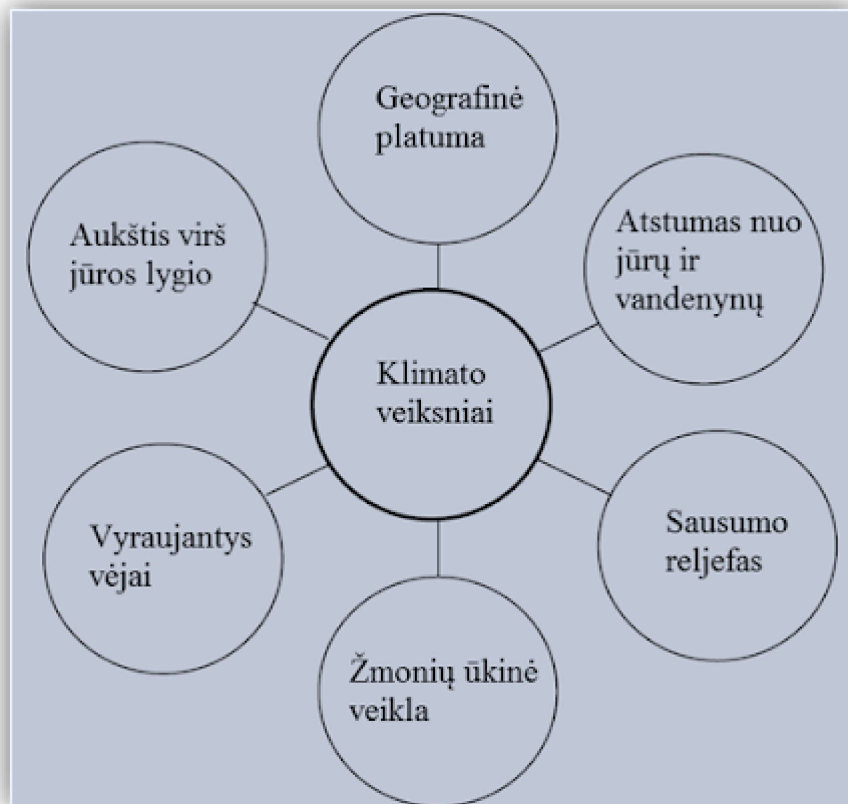 Geografinė
platuma
Aukštis virš
jūros lygio
Atstumas nuo
jūrų ir
vandenynų
Klimato
veiksniai
Vyraujantys
vėjai
Sausumo
reljefas
Žmonių ūkinė
veikla